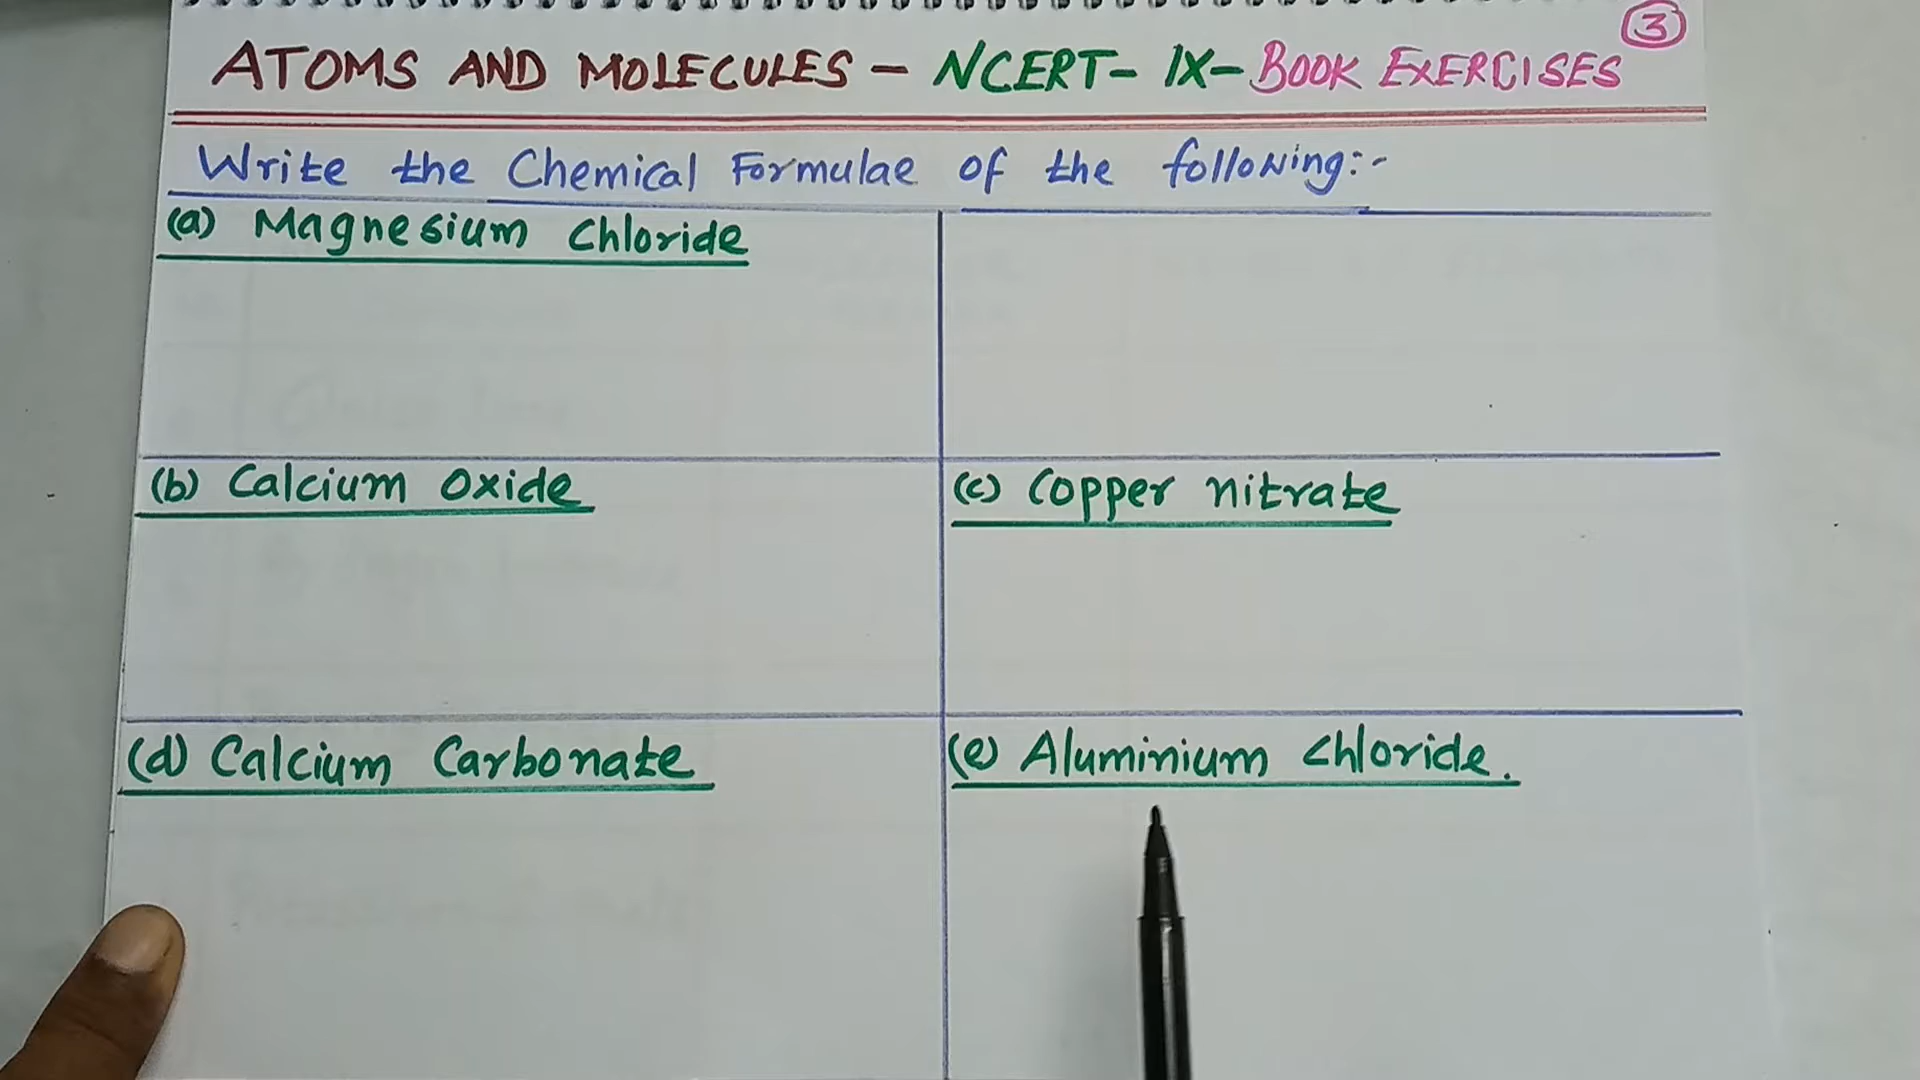 3
ATOMS AND MOLECULES - NCERT- IX- BOOK EXERCISES
Write the Chemical Formulae of the following:-
(a) Magnesium Chloride
(b) Calcium Oxide
(c) Copper nitrate
(d) Calcium Carbonate
(e) Aluminium Chloride.